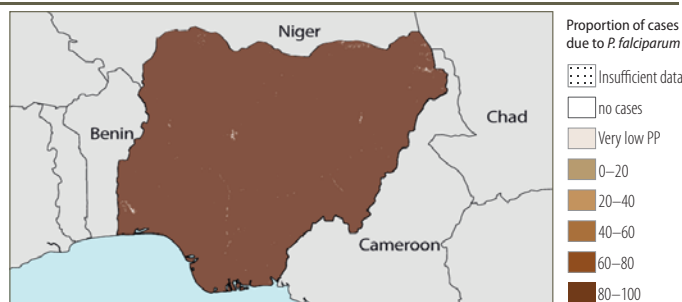 Niger
Chad
Benin
Cameroon
Proportion of cases
due to P. falciparum
Insufficient data
no cases
Very low PP
0–20
20–40
40–60
60–80
80–100